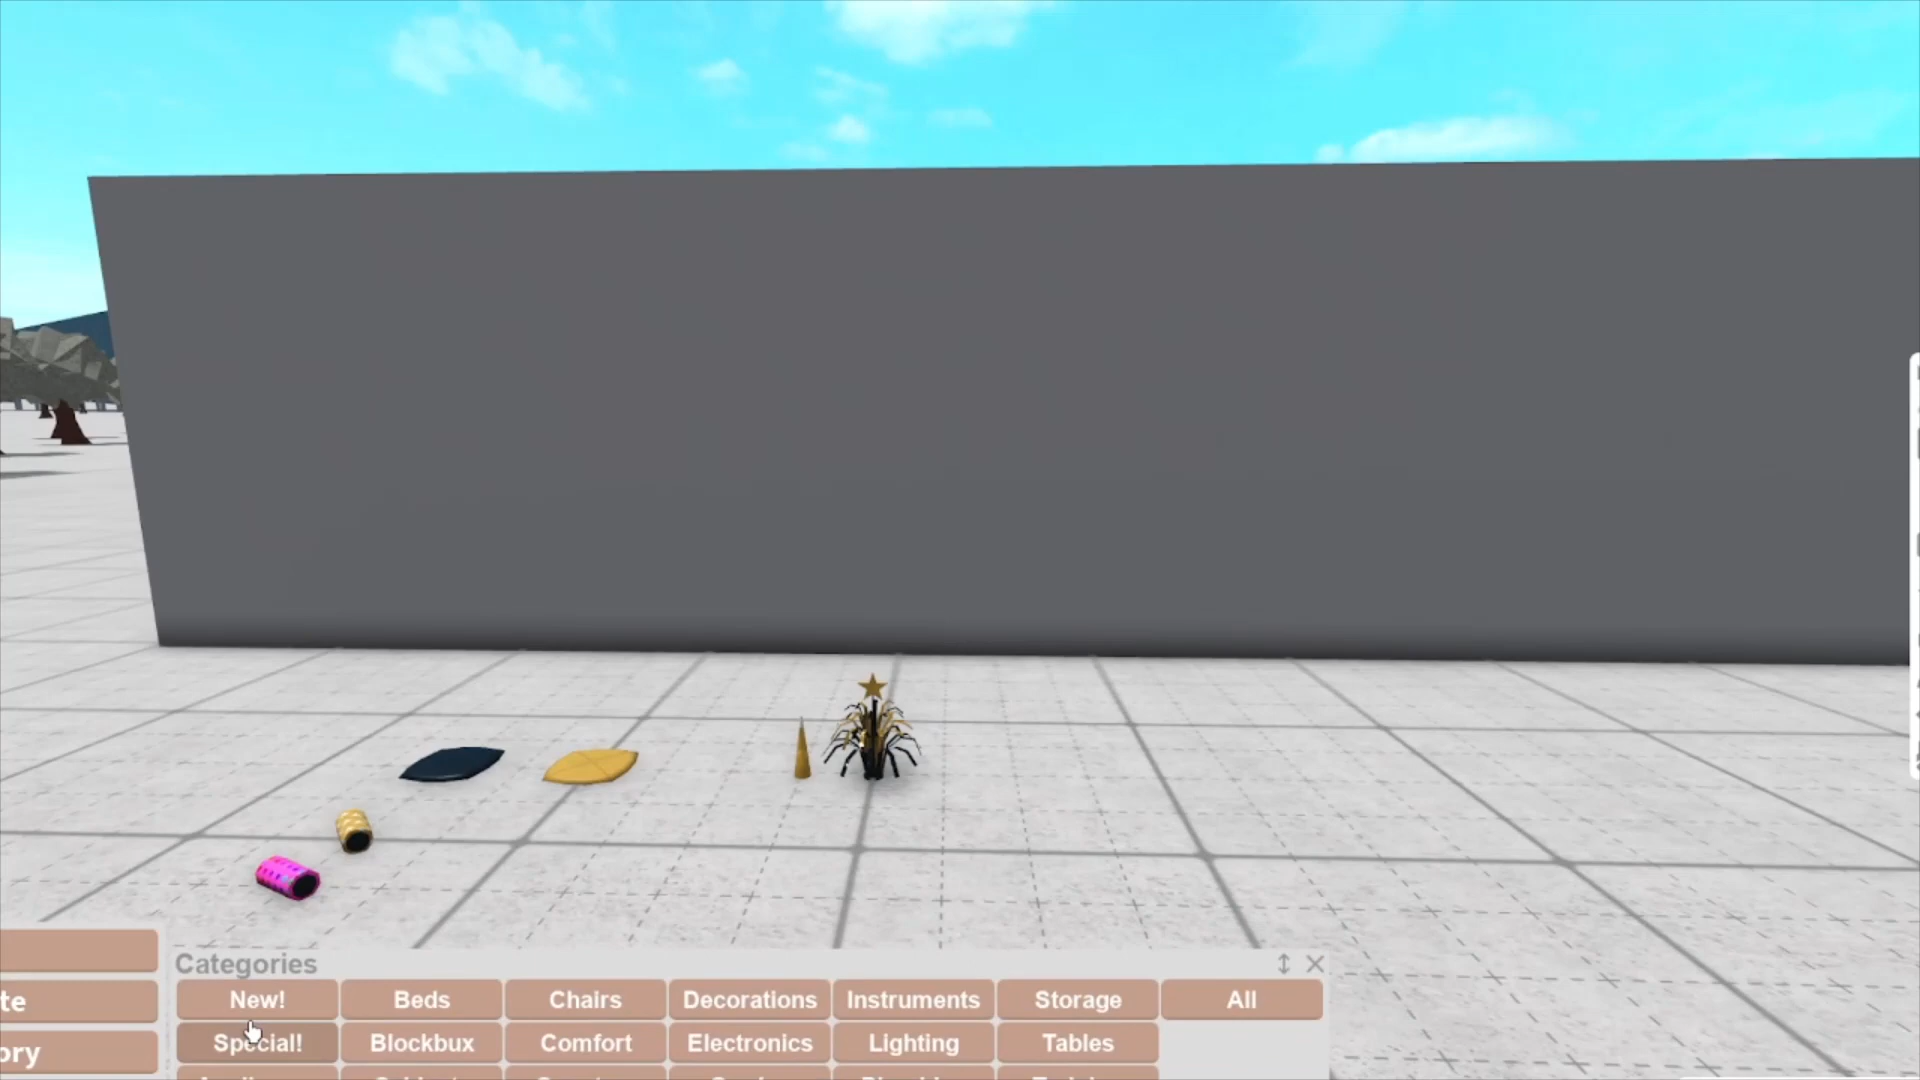 Categories
New! Beds Chairs Decorations Instruments Storage All
te
Special! Blockbux Comfort Electronics Lighting Tables
ory